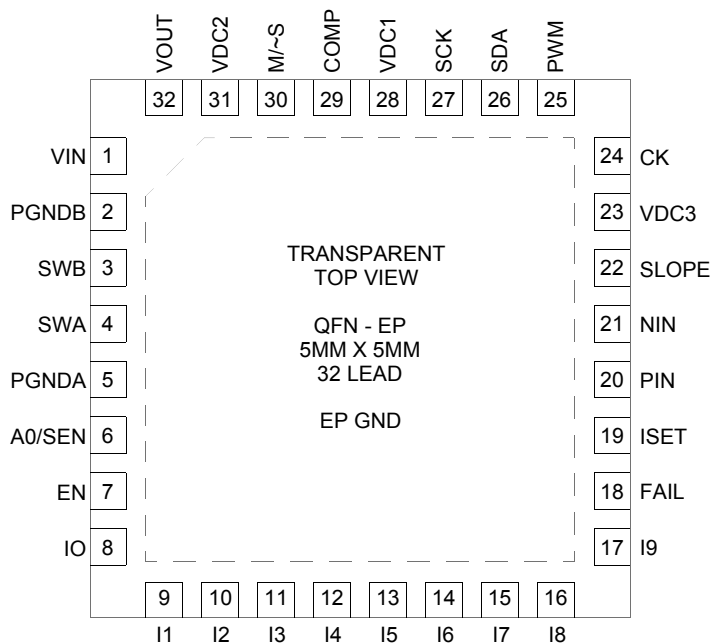 VOUT VDC2 M/~S COMP VDC1 SCK SDA PWM
32 31 30 29 28 27 26 25
VIN 1
PGNDB 2
SWB 3
SWA 4
PGNDA 5
A0/SEN 6
EN 7
IO 8
TRANSPARENT
TOP VIEW
QFN - EP
5MM X 5MM
32 LEAD
EP GND
24 CK
23 VDC3
22 SLOPE
21 NIN
20 PIN
19 ISET
18 FAIL
17 I9
9 10 11 12 13 14 15 16
I1 I2 I3 I4 I5 I6 I7 I8